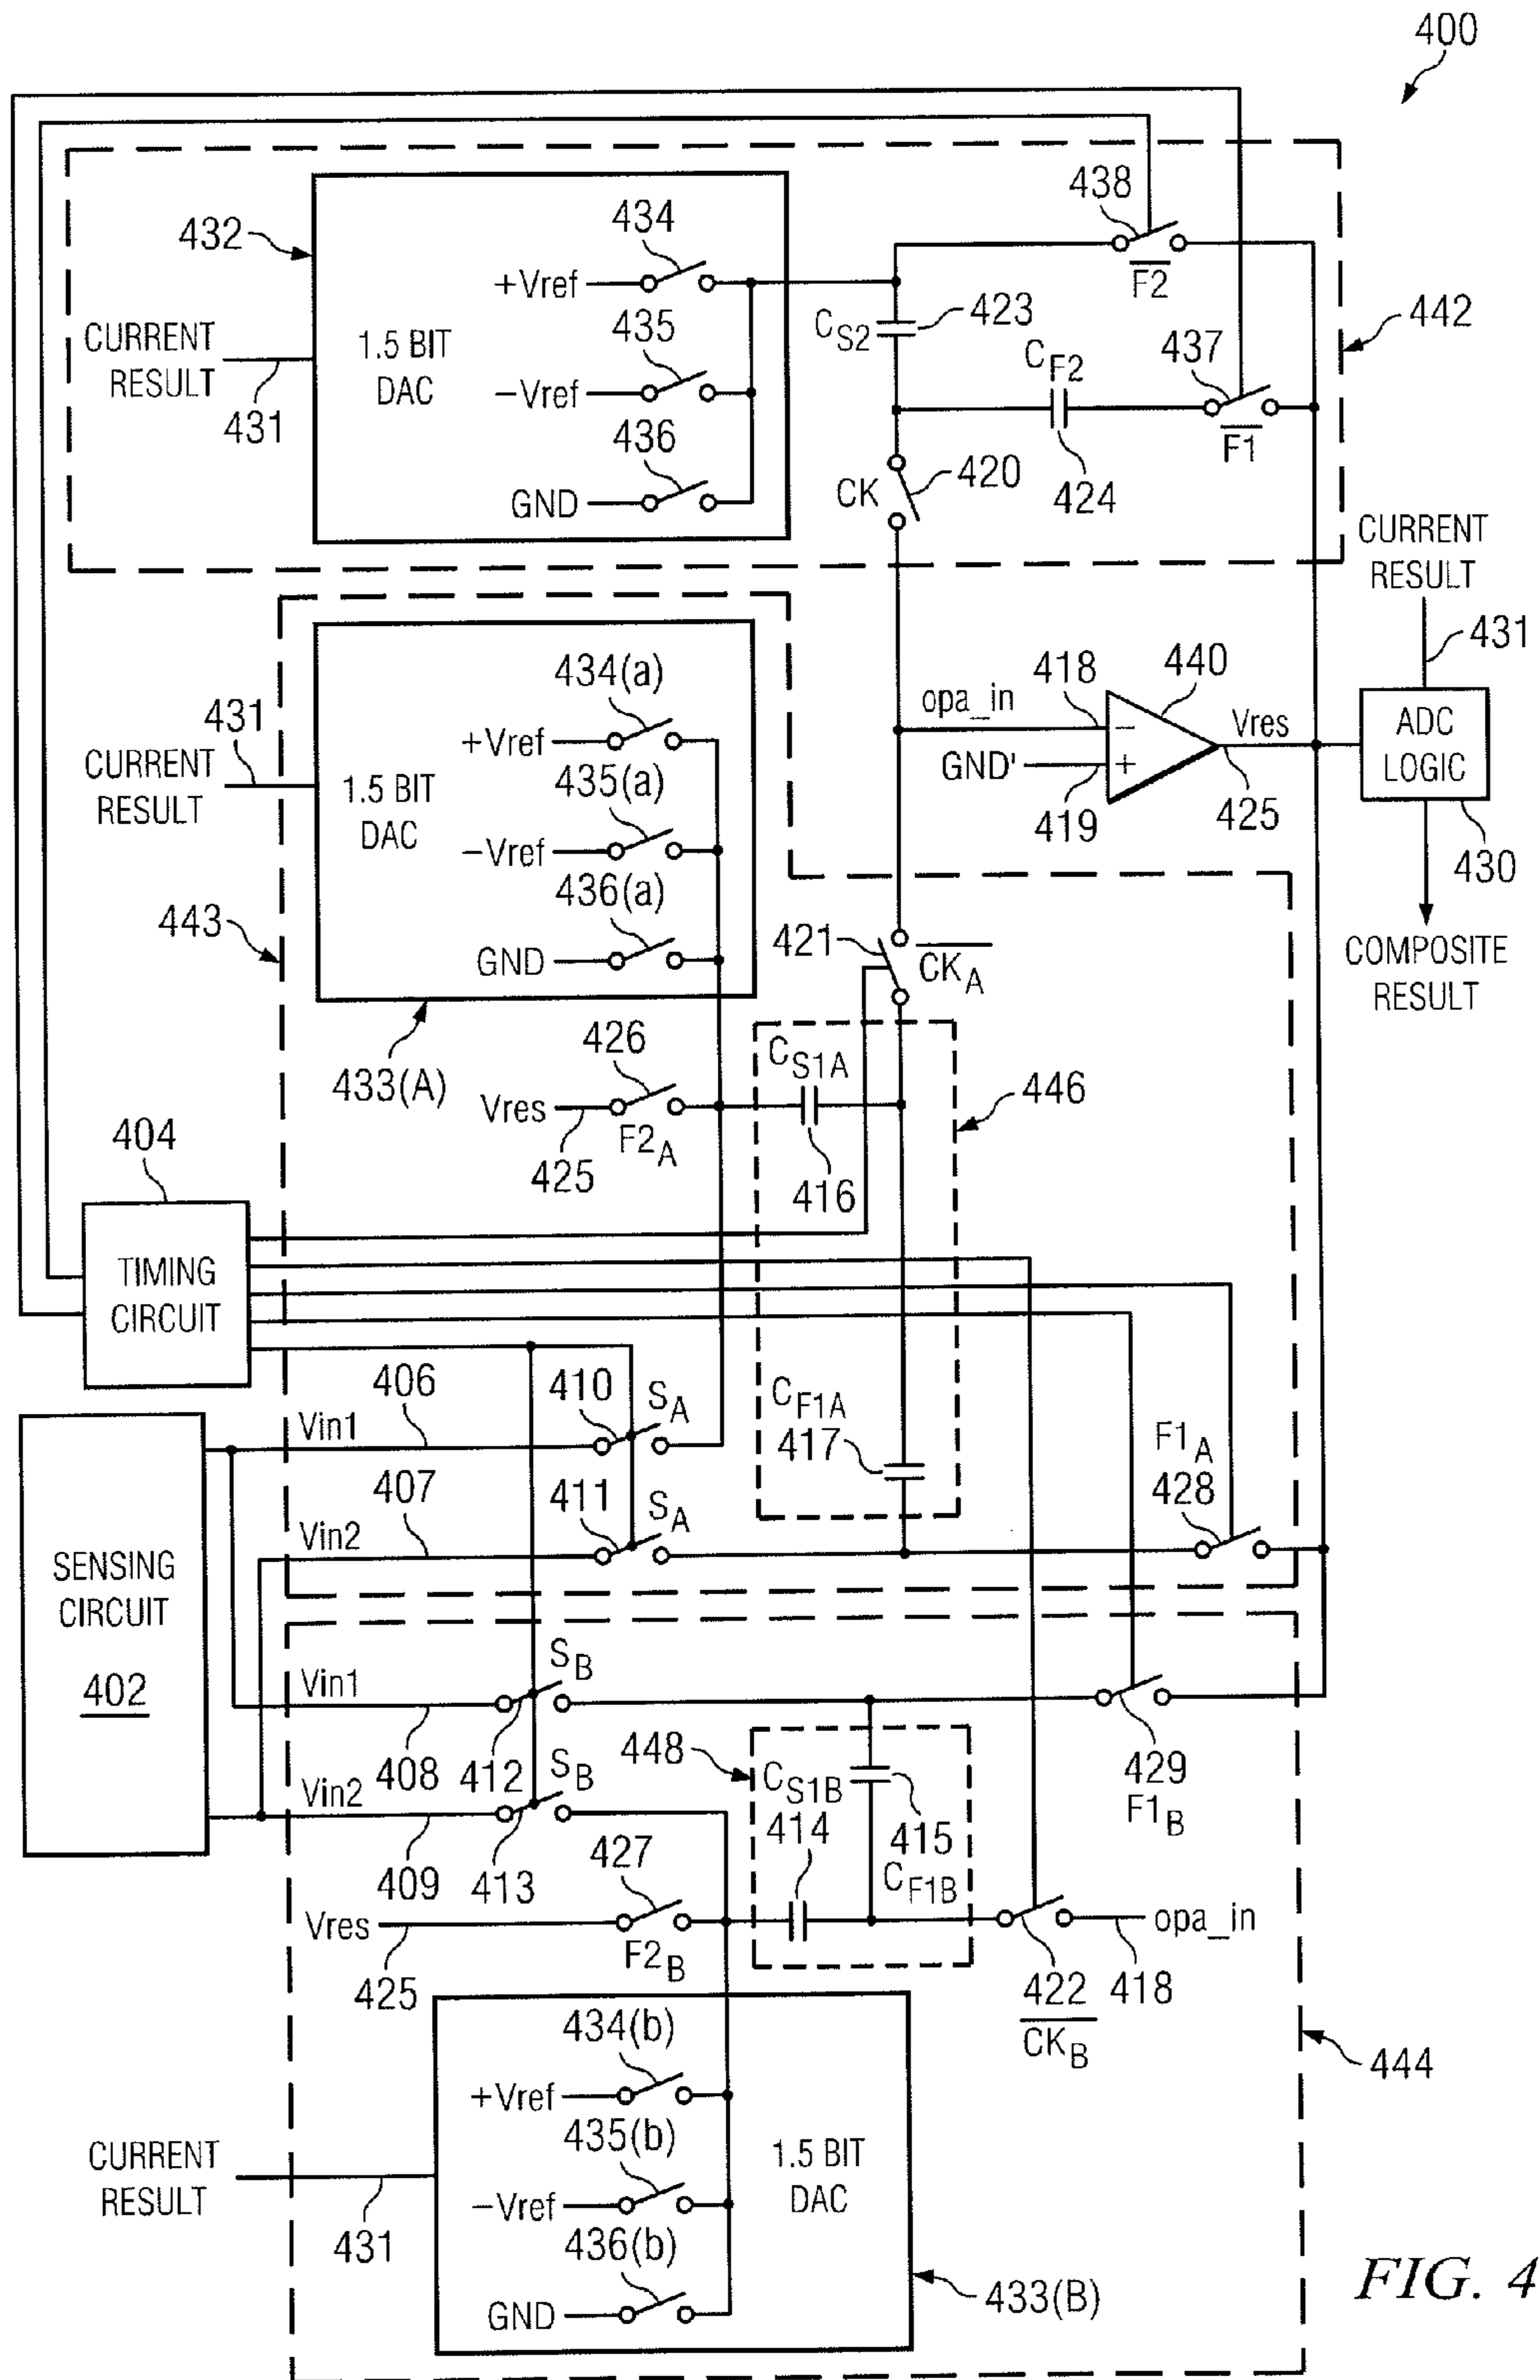 400
438
434
432
+Vref
F2
CURRENT
RESULT
1.5 BIT
DAC
435
C_S2
423
442
437
C_F2
−Vref
431
436
F1
420
CK
424
GND
CURRENT
RESULT
431
434(a)
418
440
opa_in
Vres
ADC
LOGIC
431
+Vref
CURRENT
RESULT
1.5 BIT
DAC
435(a)
GND'
419
425
−Vref
430
436(a)
443
421
CK_A
GND
COMPOSITE
RESULT
426
C_S1A
433(A)
446
Vres
F2_A
404
425
416
TIMING
CIRCUIT
406
410
S_A
C_F1A
Vin1
F1_A
417
407
411
S_A
428
Vin2
SENSING
CIRCUIT
402
S_B
Vin1
448
C_S1B
429
F1_B
408
412
S_B
Vin2
414
415
427
409
413
C_F1B
Vres
opa_in
F2_B
425
422
418
CK_B
434(b)
444
+Vref
435(b)
CURRENT
RESULT
1.5 BIT
DAC
−Vref
431
436(b)
433(B)
GND
FIG. 4